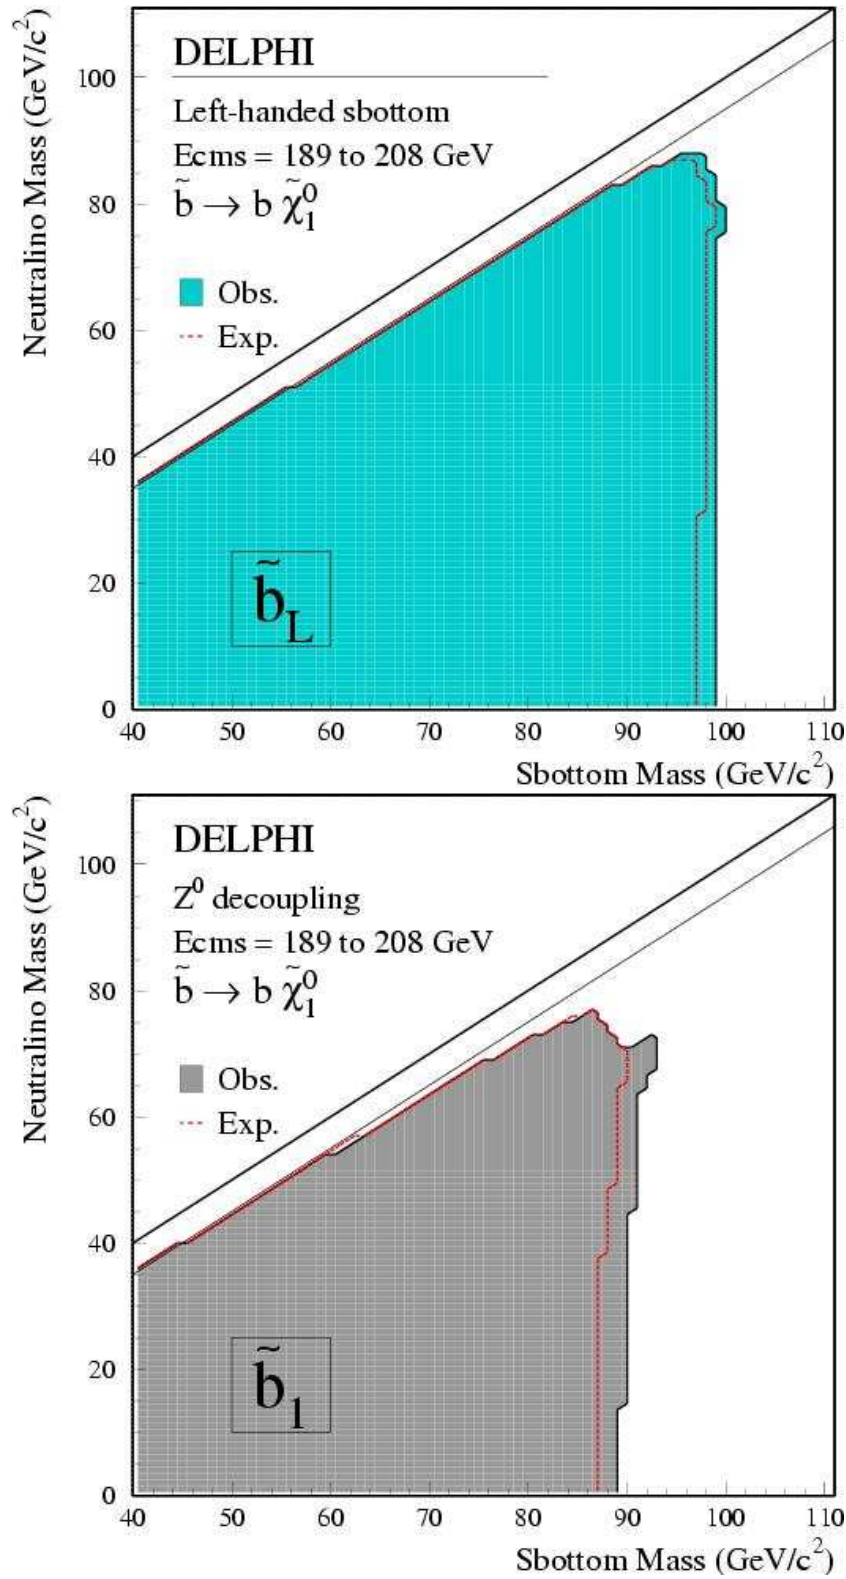 DELPHI
Left-handed sbottom
Ecms = 189 to 208 GeV
b̃ → b χ̃₁⁰
Obs.
Exp.
b̃_L
Neutralino Mass (GeV/c²)
100
80
60
40
20
0
40 50 60 70 80 90 100 110
Sbottom Mass (GeV/c²)
DELPHI
Z⁰ decoupling
Ecms = 189 to 208 GeV
b̃ → b χ̃₁⁰
Obs.
Exp.
b̃₁
Neutralino Mass (GeV/c²)
100
80
60
40
20
0
40 50 60 70 80 90 100 110
Sbottom Mass (GeV/c²)